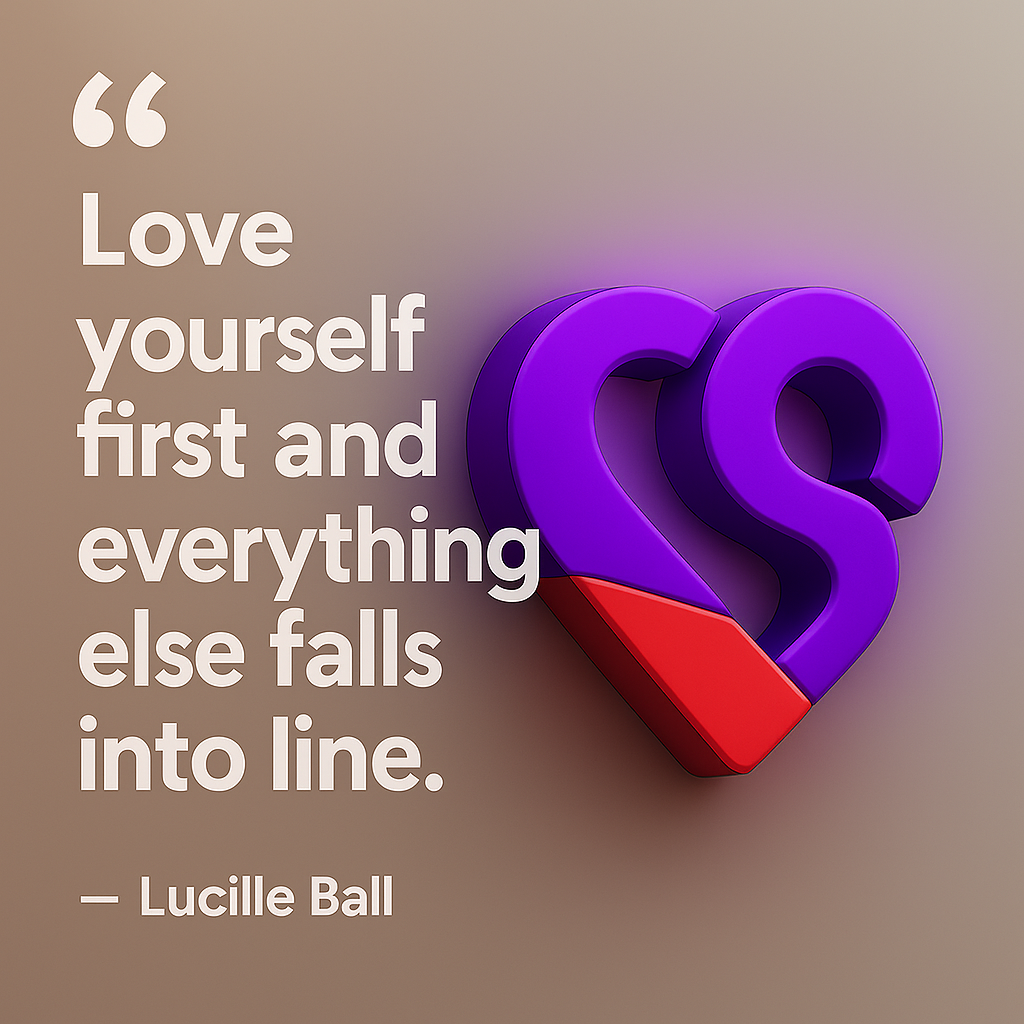 “
Love
yourself
first and
everything
else falls
into line.
— Lucille Ball